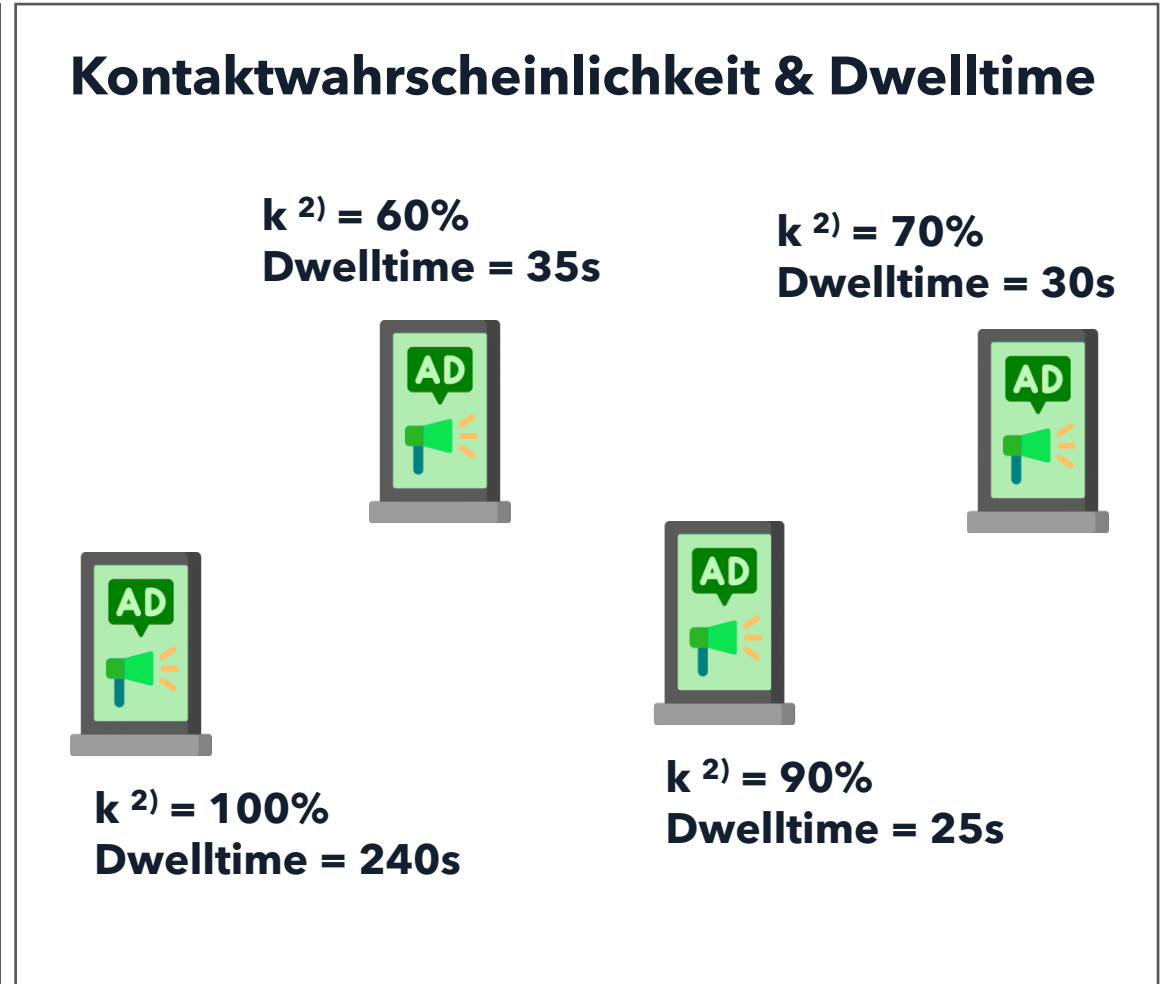 Kontaktwahrscheinlichkeit & Dwelltime
k 2) = 60%
Dwelltime = 35s
k 2) = 70%
Dwelltime = 30s
AD
AD
AD
AD
k 2) = 100%
Dwelltime = 240s
k 2) = 90%
Dwelltime = 25s